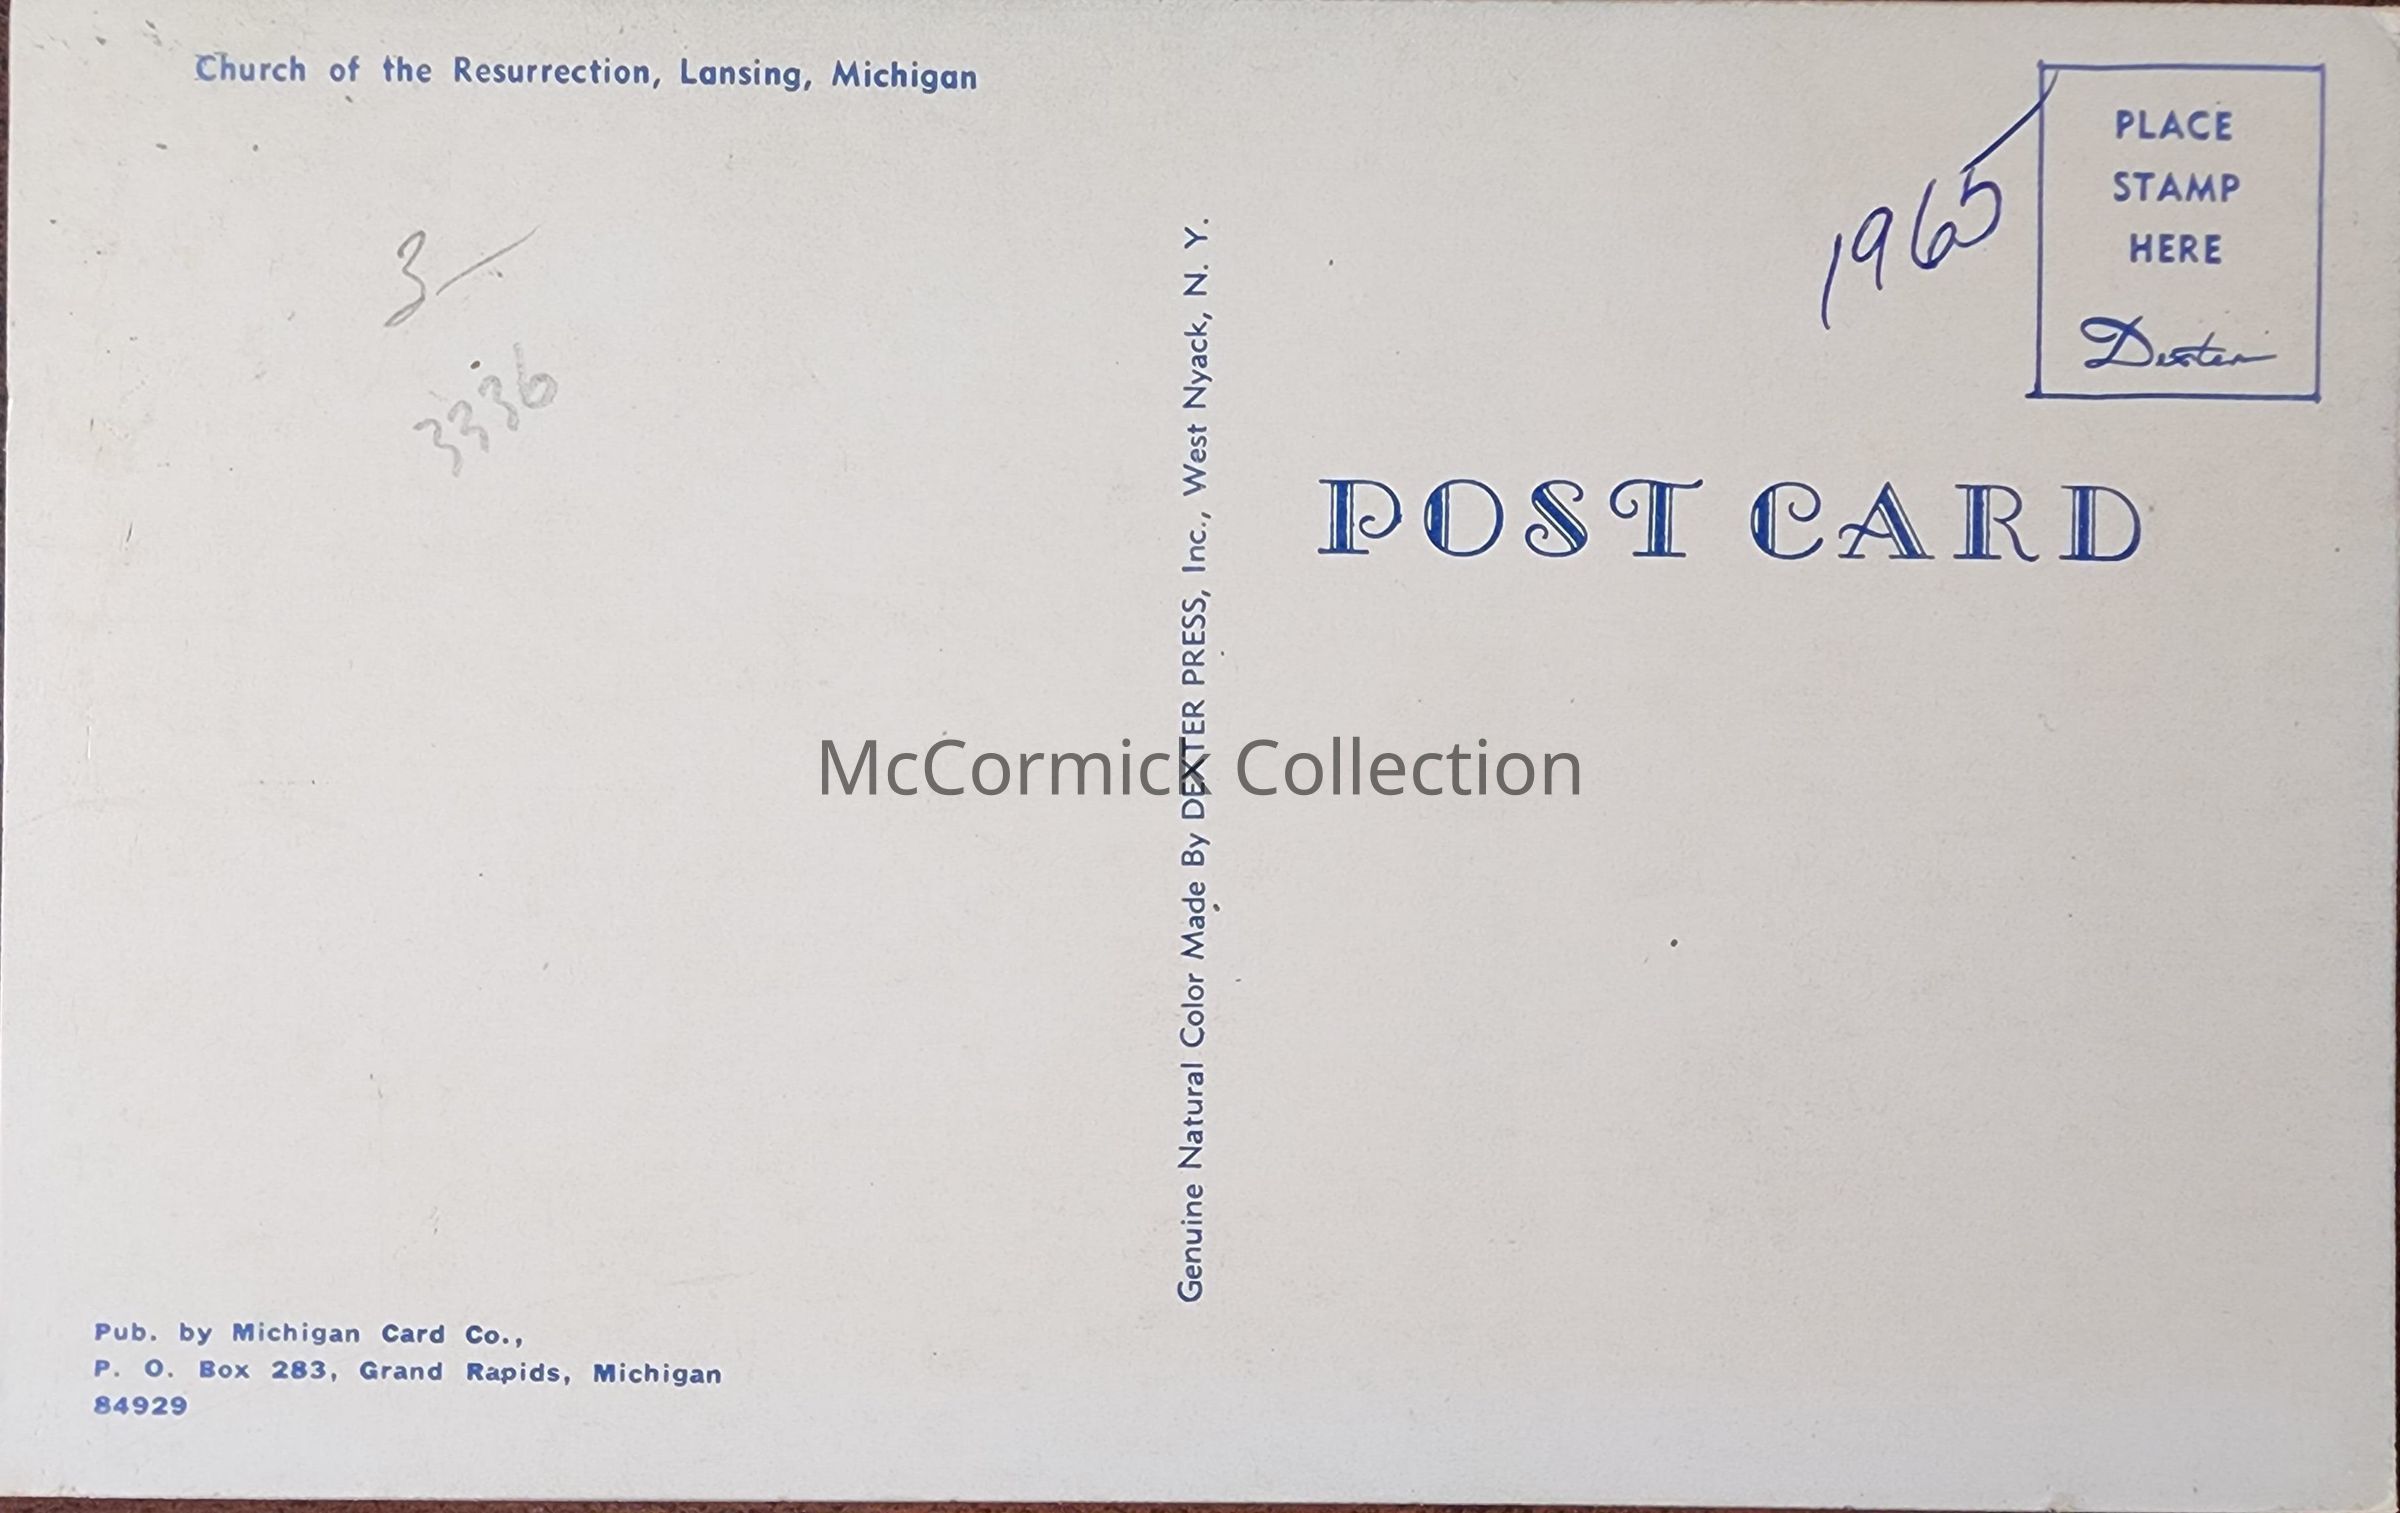 Church of the Resurrection, Lansing, Michigan
3
3336
Pub. by Michigan Card Co.,
P. O. Box 283, Grand Rapids, Michigan
84929
Genuine Natural Color Made By DEXTER PRESS, Inc., West Nyack, N. Y.
1965
PLACE
STAMP
HERE
Dexter
POST CARD
McCormick Collection